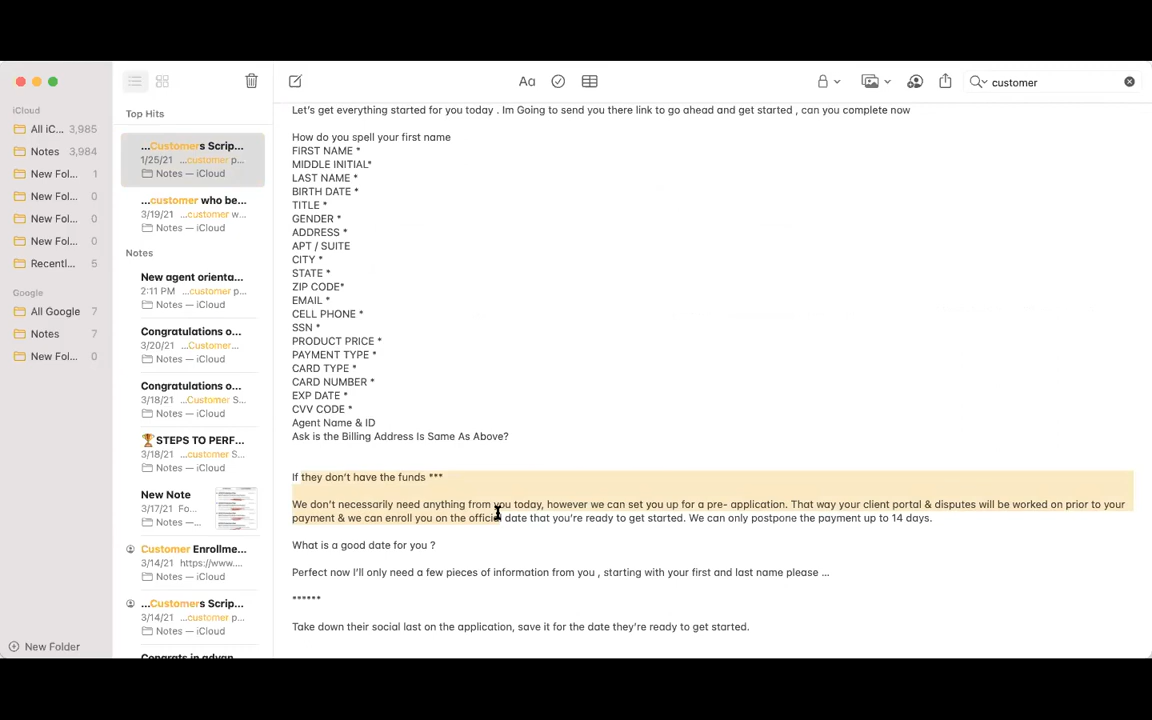 customer
iCloud
All iC... 3,985
Notes 3,984
New Fol... 1
New Fol... 0
New Fol... 0
New Fol... 0
Recentl... 5
Google
All Google 7
Notes 7
New Fol... 0
New Folder
Top Hits
...Customers Scrip...
1/25/21 ...customer p...
Notes — iCloud
...customer who be...
3/19/21 ...customer w...
Notes — iCloud
Notes
New agent orienta...
2:11 PM ...customer p...
Notes — iCloud
Congratulations o...
3/20/21 ...Customer...
Notes — iCloud
Congratulations o...
3/18/21 ...Customer S...
Notes — iCloud
🏆STEPS TO PERF...
3/18/21 ...customer S...
Notes — iCloud
New Note
3/17/21 Fo...
Notes —...
Customer Enrollme...
3/14/21 https://www....
Notes — iCloud
...Customers Scrip...
3/14/21 ...customer p...
Notes — iCloud
Congrats in advan
Aa
Let's get everything started for you today . Im Going to send you there link to go ahead and get started , can you complete now
How do you spell your first name
FIRST NAME *
MIDDLE INITIAL*
LAST NAME *
BIRTH DATE *
TITLE *
GENDER *
ADDRESS *
APT / SUITE
CITY *
STATE *
ZIP CODE*
EMAIL *
CELL PHONE *
SSN *
PRODUCT PRICE *
PAYMENT TYPE *
CARD TYPE *
CARD NUMBER *
EXP DATE *
CVV CODE *
Agent Name & ID
Ask is the Billing Address Is Same As Above?
If they don't have the funds ***
We don't necessarily need anything from you today, however we can set you up for a pre- application. That way your client portal & disputes will be worked on prior to your
payment & we can enroll you on the official date that you're ready to get started. We can only postpone the payment up to 14 days.
What is a good date for you ?
Perfect now I'll only need a few pieces of information from you , starting with your first and last name please ...
******
Take down their social last on the application, save it for the date they're ready to get started.